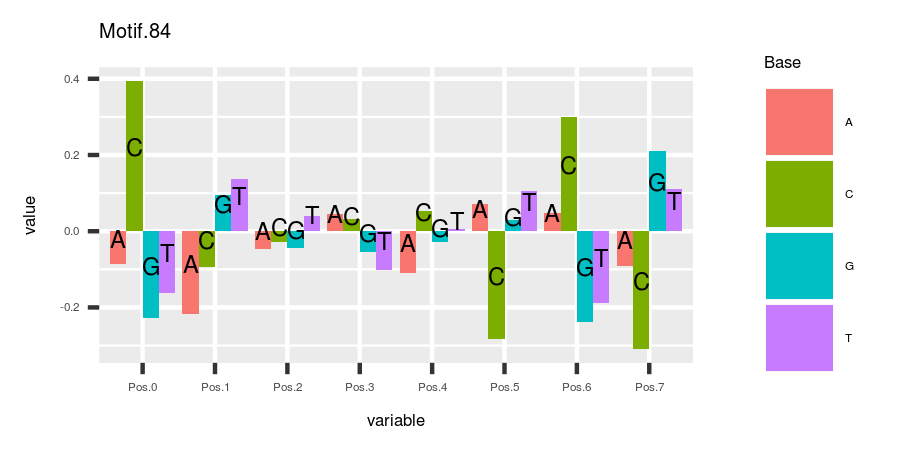 Motif.84
value
0.4
0.2
0.0
-0.2
A C G T A C G T A C G T A C G T A C G T A C G T A C G T A C G T
Pos.0 Pos.1 Pos.2 Pos.3 Pos.4 Pos.5 Pos.6 Pos.7
variable
Base
A
C
G
T